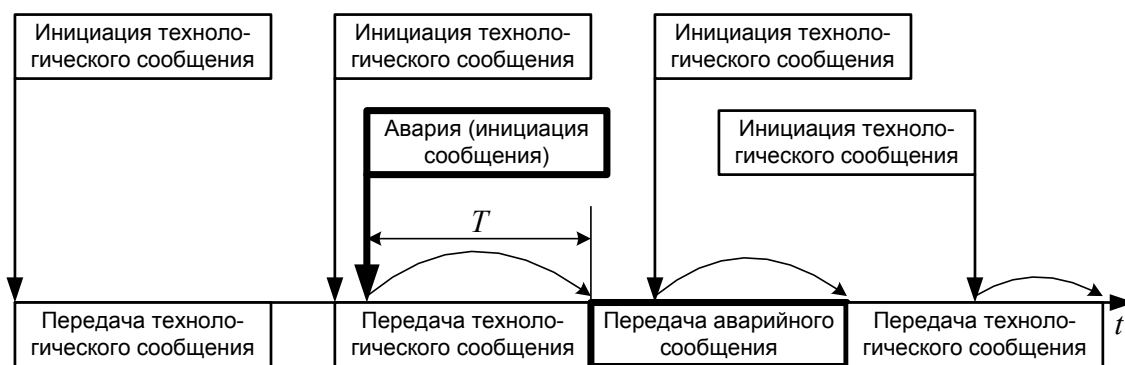 Инициация техноло-
гического сообщения
Инициация техноло-
гического сообщения
Инициация техноло-
гического сообщения
Авария (инициация
сообщения)
Инициация техноло-
гического сообщения
T
Передача техноло-
гического сообщения
Передача техноло-
гического сообщения
Передача аварийного
сообщения
Передача техноло-
гического сообщения
t